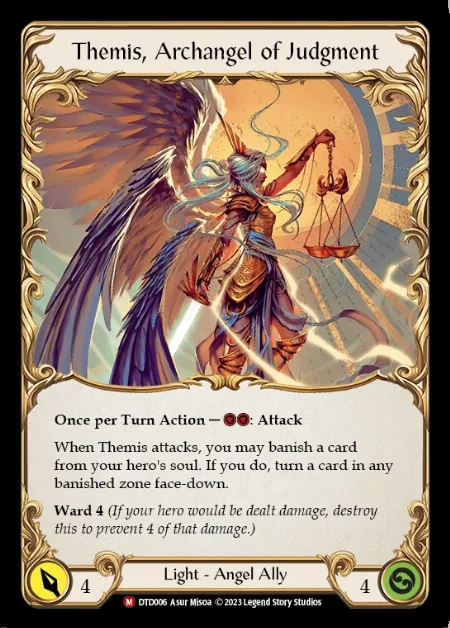 Themis, Archangel of Judgment
Once per Turn Action — : Attack
When Themis attacks, you may banish a card
from your hero's soul. If you do, turn a card in any
banished zone face-down.
Ward 4 (If your hero would be dealt damage, destroy
this to prevent 4 of that damage.)
4
Light - Angel Ally
4
M DTD006 Asur Misoa © 2023 Legend Story Studios